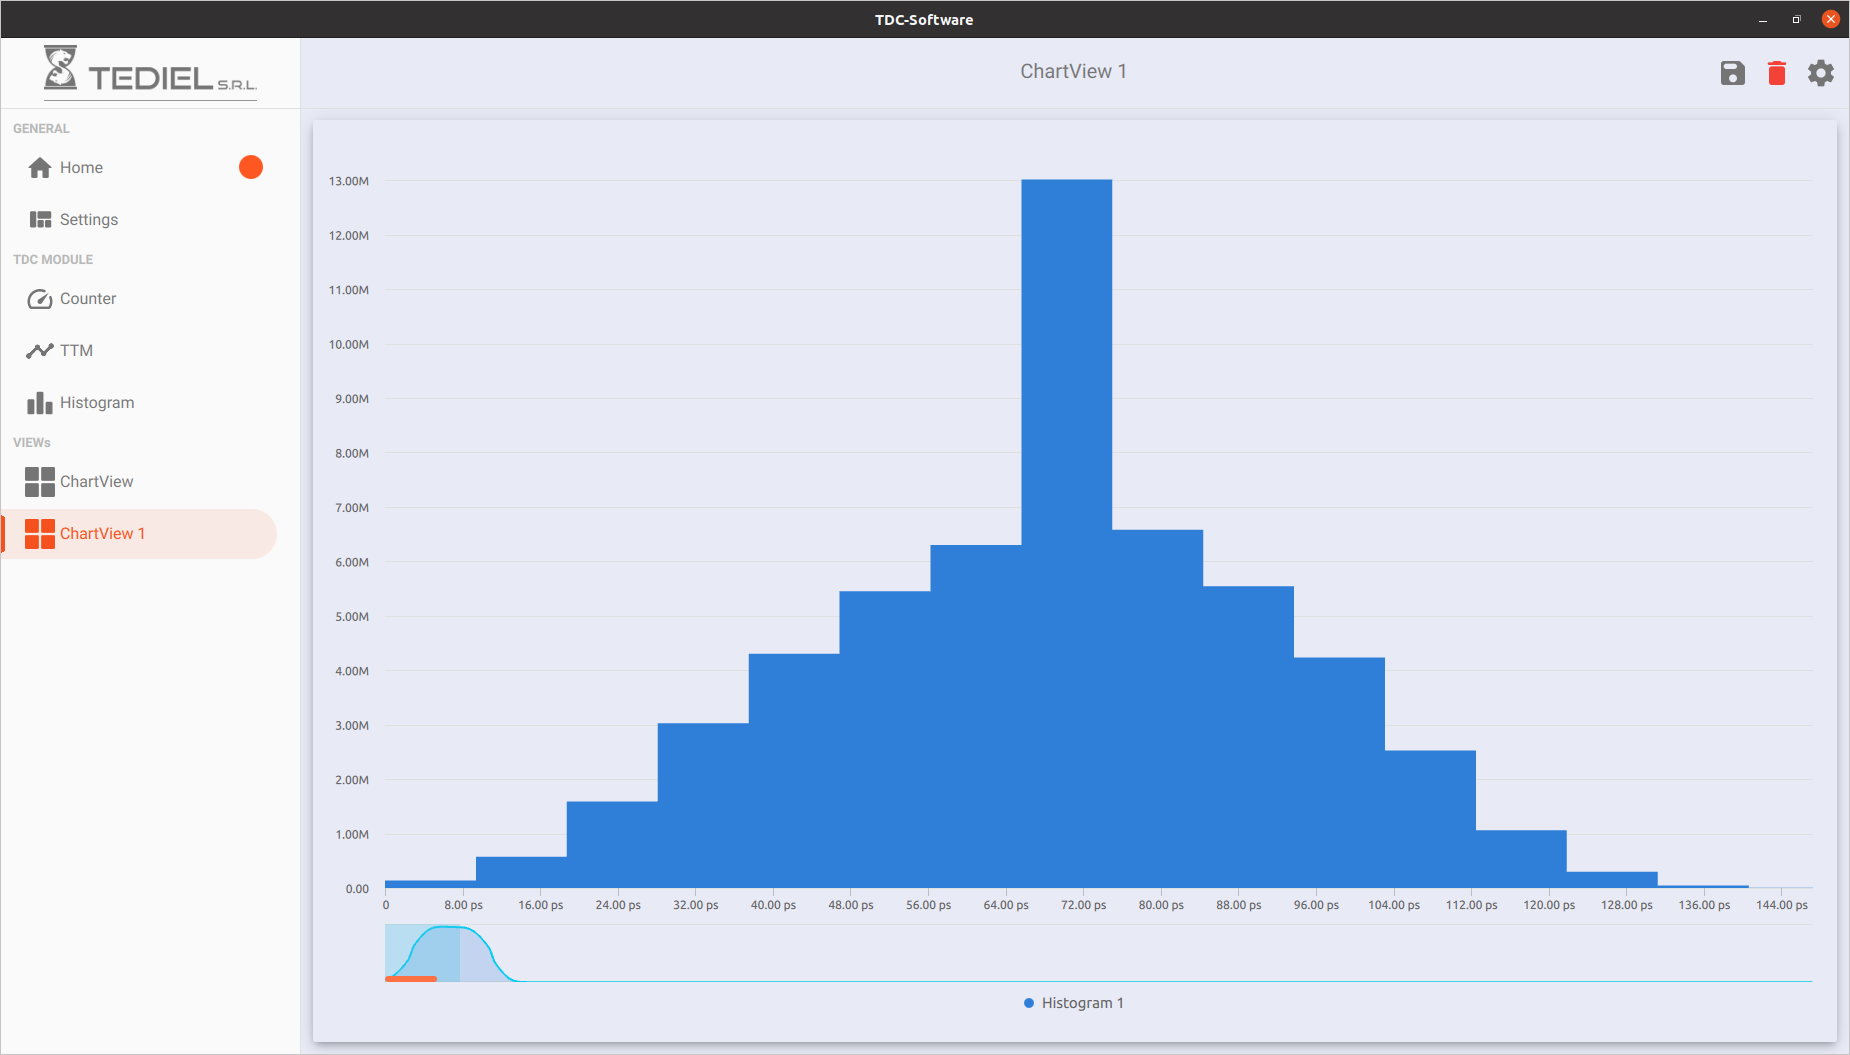 TDC-Software
TEDIEL S.R.L.
ChartView 1
GENERAL
Home
Settings
TDC MODULE
Counter
TTM
Histogram
VIEWs
ChartView
ChartView 1
13.00M
12.00M
11.00M
10.00M
9.00M
8.00M
7.00M
6.00M
5.00M
4.00M
3.00M
2.00M
1.00M
0.00
0 8.00 ps 16.00 ps 24.00 ps 32.00 ps 40.00 ps 48.00 ps 56.00 ps 64.00 ps 72.00 ps 80.00 ps 88.00 ps 96.00 ps 104.00 ps 112.00 ps 120.00 ps 128.00 ps 136.00 ps 144.00 ps
Histogram 1